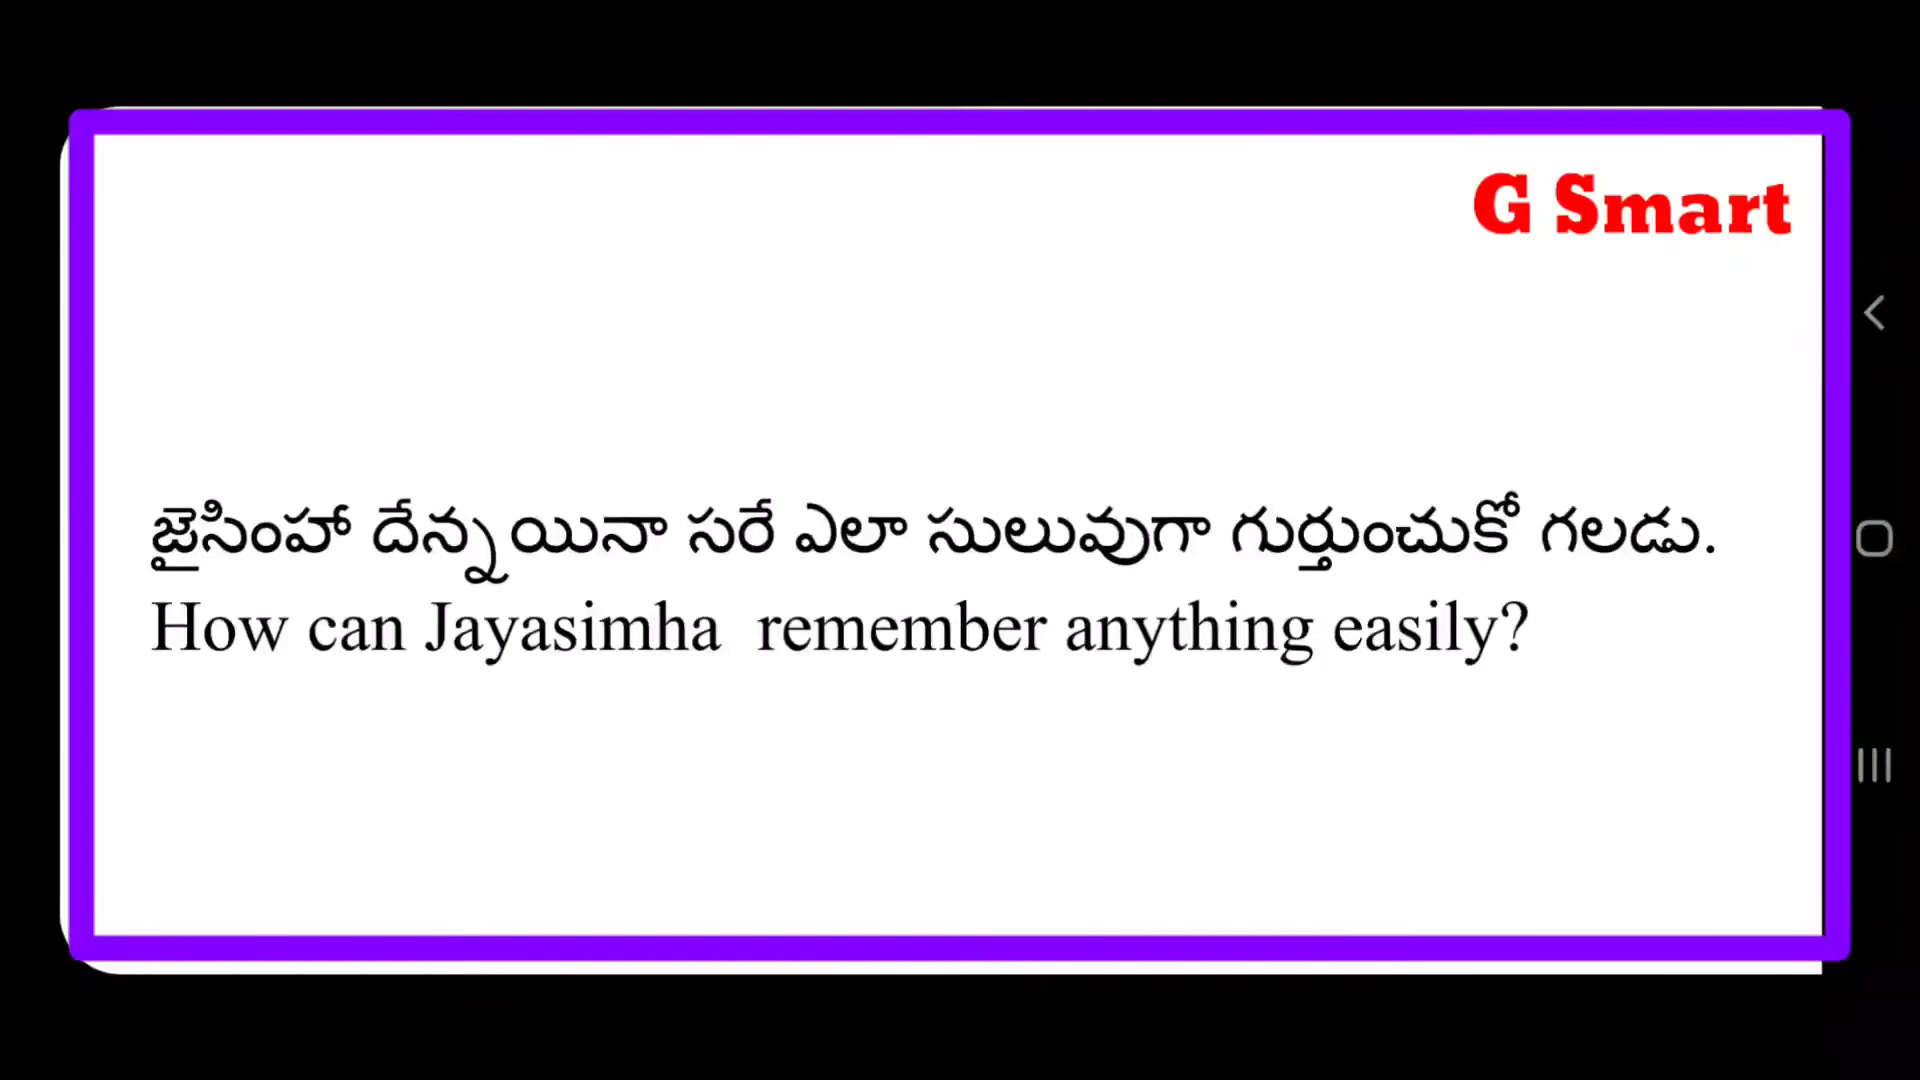 G Smart
జైసింహా దేన్నయినా సరే ఎలా సులువుగా గుర్తుంచుకో గలడు.
How can Jayasimha  remember anything easily?